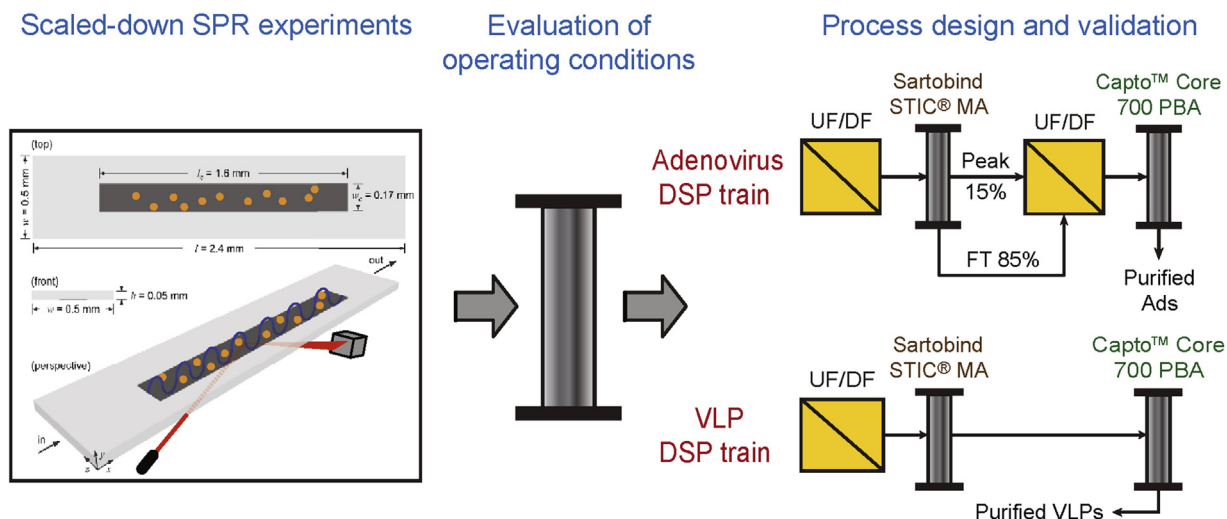 Scaled-down SPR experiments
Evaluation of
operating conditions
Process design and validation
(top)
l_c = 1.6 mm
w_c = 0.17 mm
w = 0.5 mm
l = 2.4 mm
(front)
h = 0.05 mm
w = 0.5 mm
(perspective)
out
in
y
z
x
Adenovirus
DSP train
UF/DF
Sartobind
STIC® MA
Peak
15%
FT 85%
UF/DF
Capto™ Core
700 PBA
Purified
Ads
VLP
DSP train
UF/DF
Sartobind
STIC® MA
Capto™ Core
700 PBA
Purified VLPs